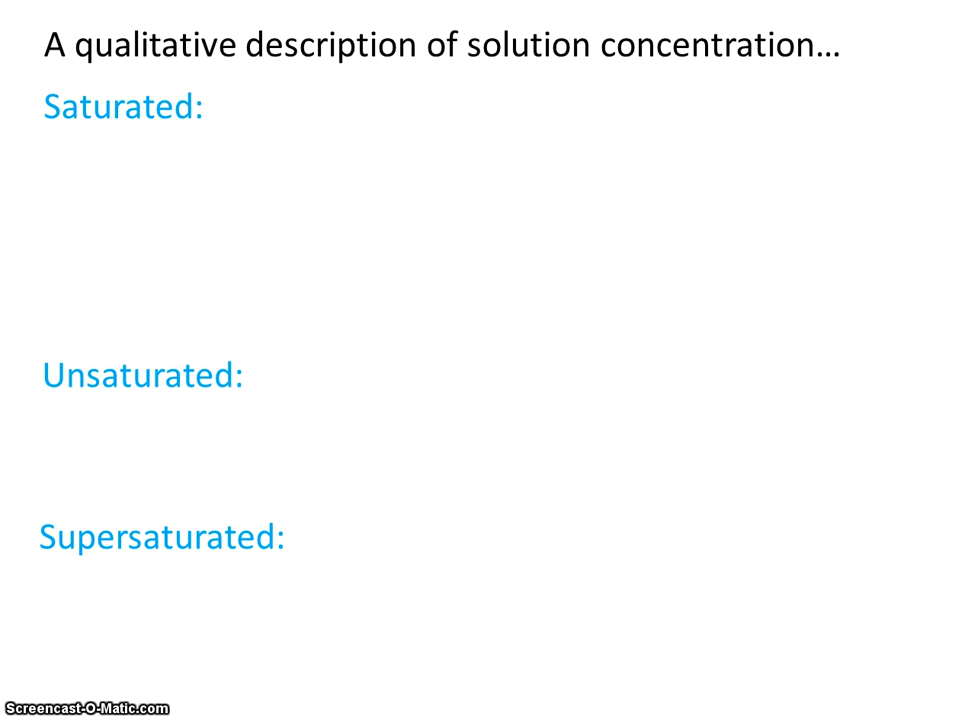 A qualitative description of solution concentration…
Saturated:
Unsaturated:
Supersaturated:
Screencast-O-Matic.com